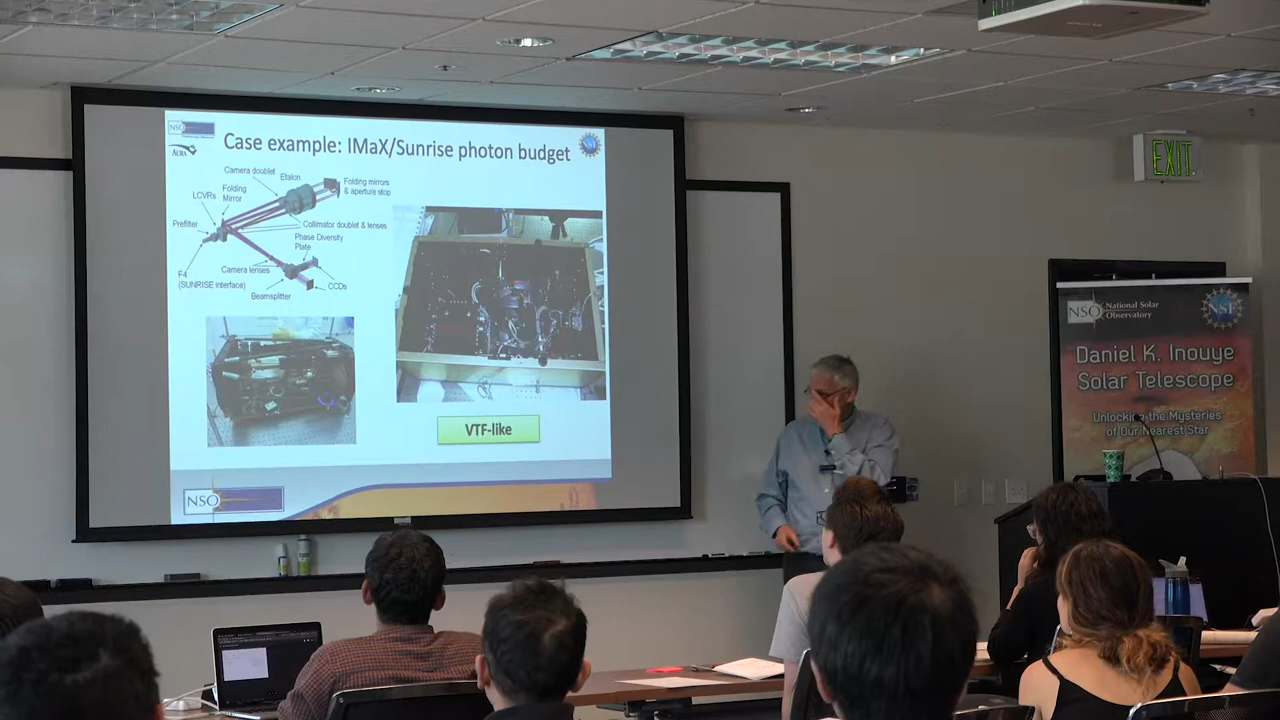 NSO
AURA
Case example: IMaX/Sunrise photon budget
Camera doublet
Etalon
Folding mirrors
& aperture stop
LCVRs
Folding
Mirror
Prefilter
Collimator doublet & lenses
Phase Diversity
Plate
F4
(SUNRISE interface)
Camera lenses
Beamsplitter
CCDs
VTF-like
NSO
EXIT
NSO
National Solar
Observatory
NSF
Daniel K. Inouye
Solar Telescope
Unlocking the Mysteries
of Our Nearest Star